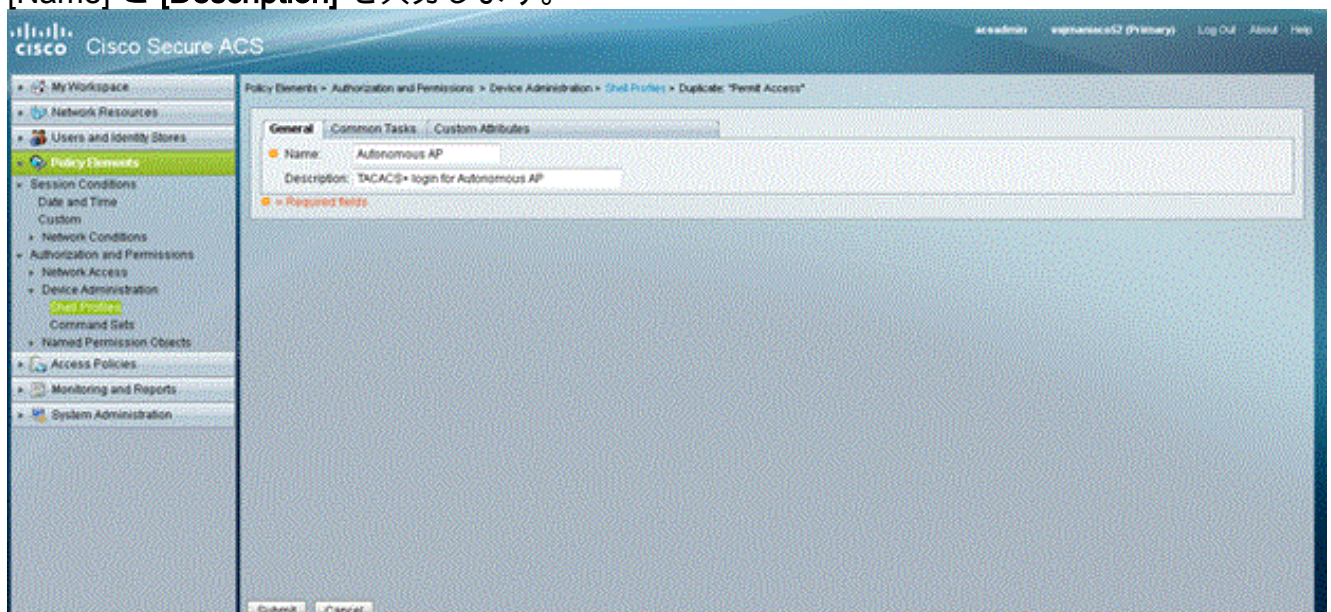 [Name] と [Description] を入力します。
cisco Cisco Secure ACS
acsadmin (Primary) Log Out About Help
My Workspace
Network Resources
Users and Identity Stores
Policy Elements
Session Conditions
Date and Time
Custom
Network Conditions
Authorization and Permissions
Network Access
Device Administration
Shell Profiles
Command Sets
Named Permission Objects
Access Policies
Monitoring and Reports
System Administration
Policy Elements > Authorization and Permissions > Device Administration > Shell Profiles > Duplicate: "Permit Access"
General Common Tasks Custom Attributes
Name: Autonomous AP
Description: TACACS+ login for Autonomous AP
= Required fields
Submit Cancel